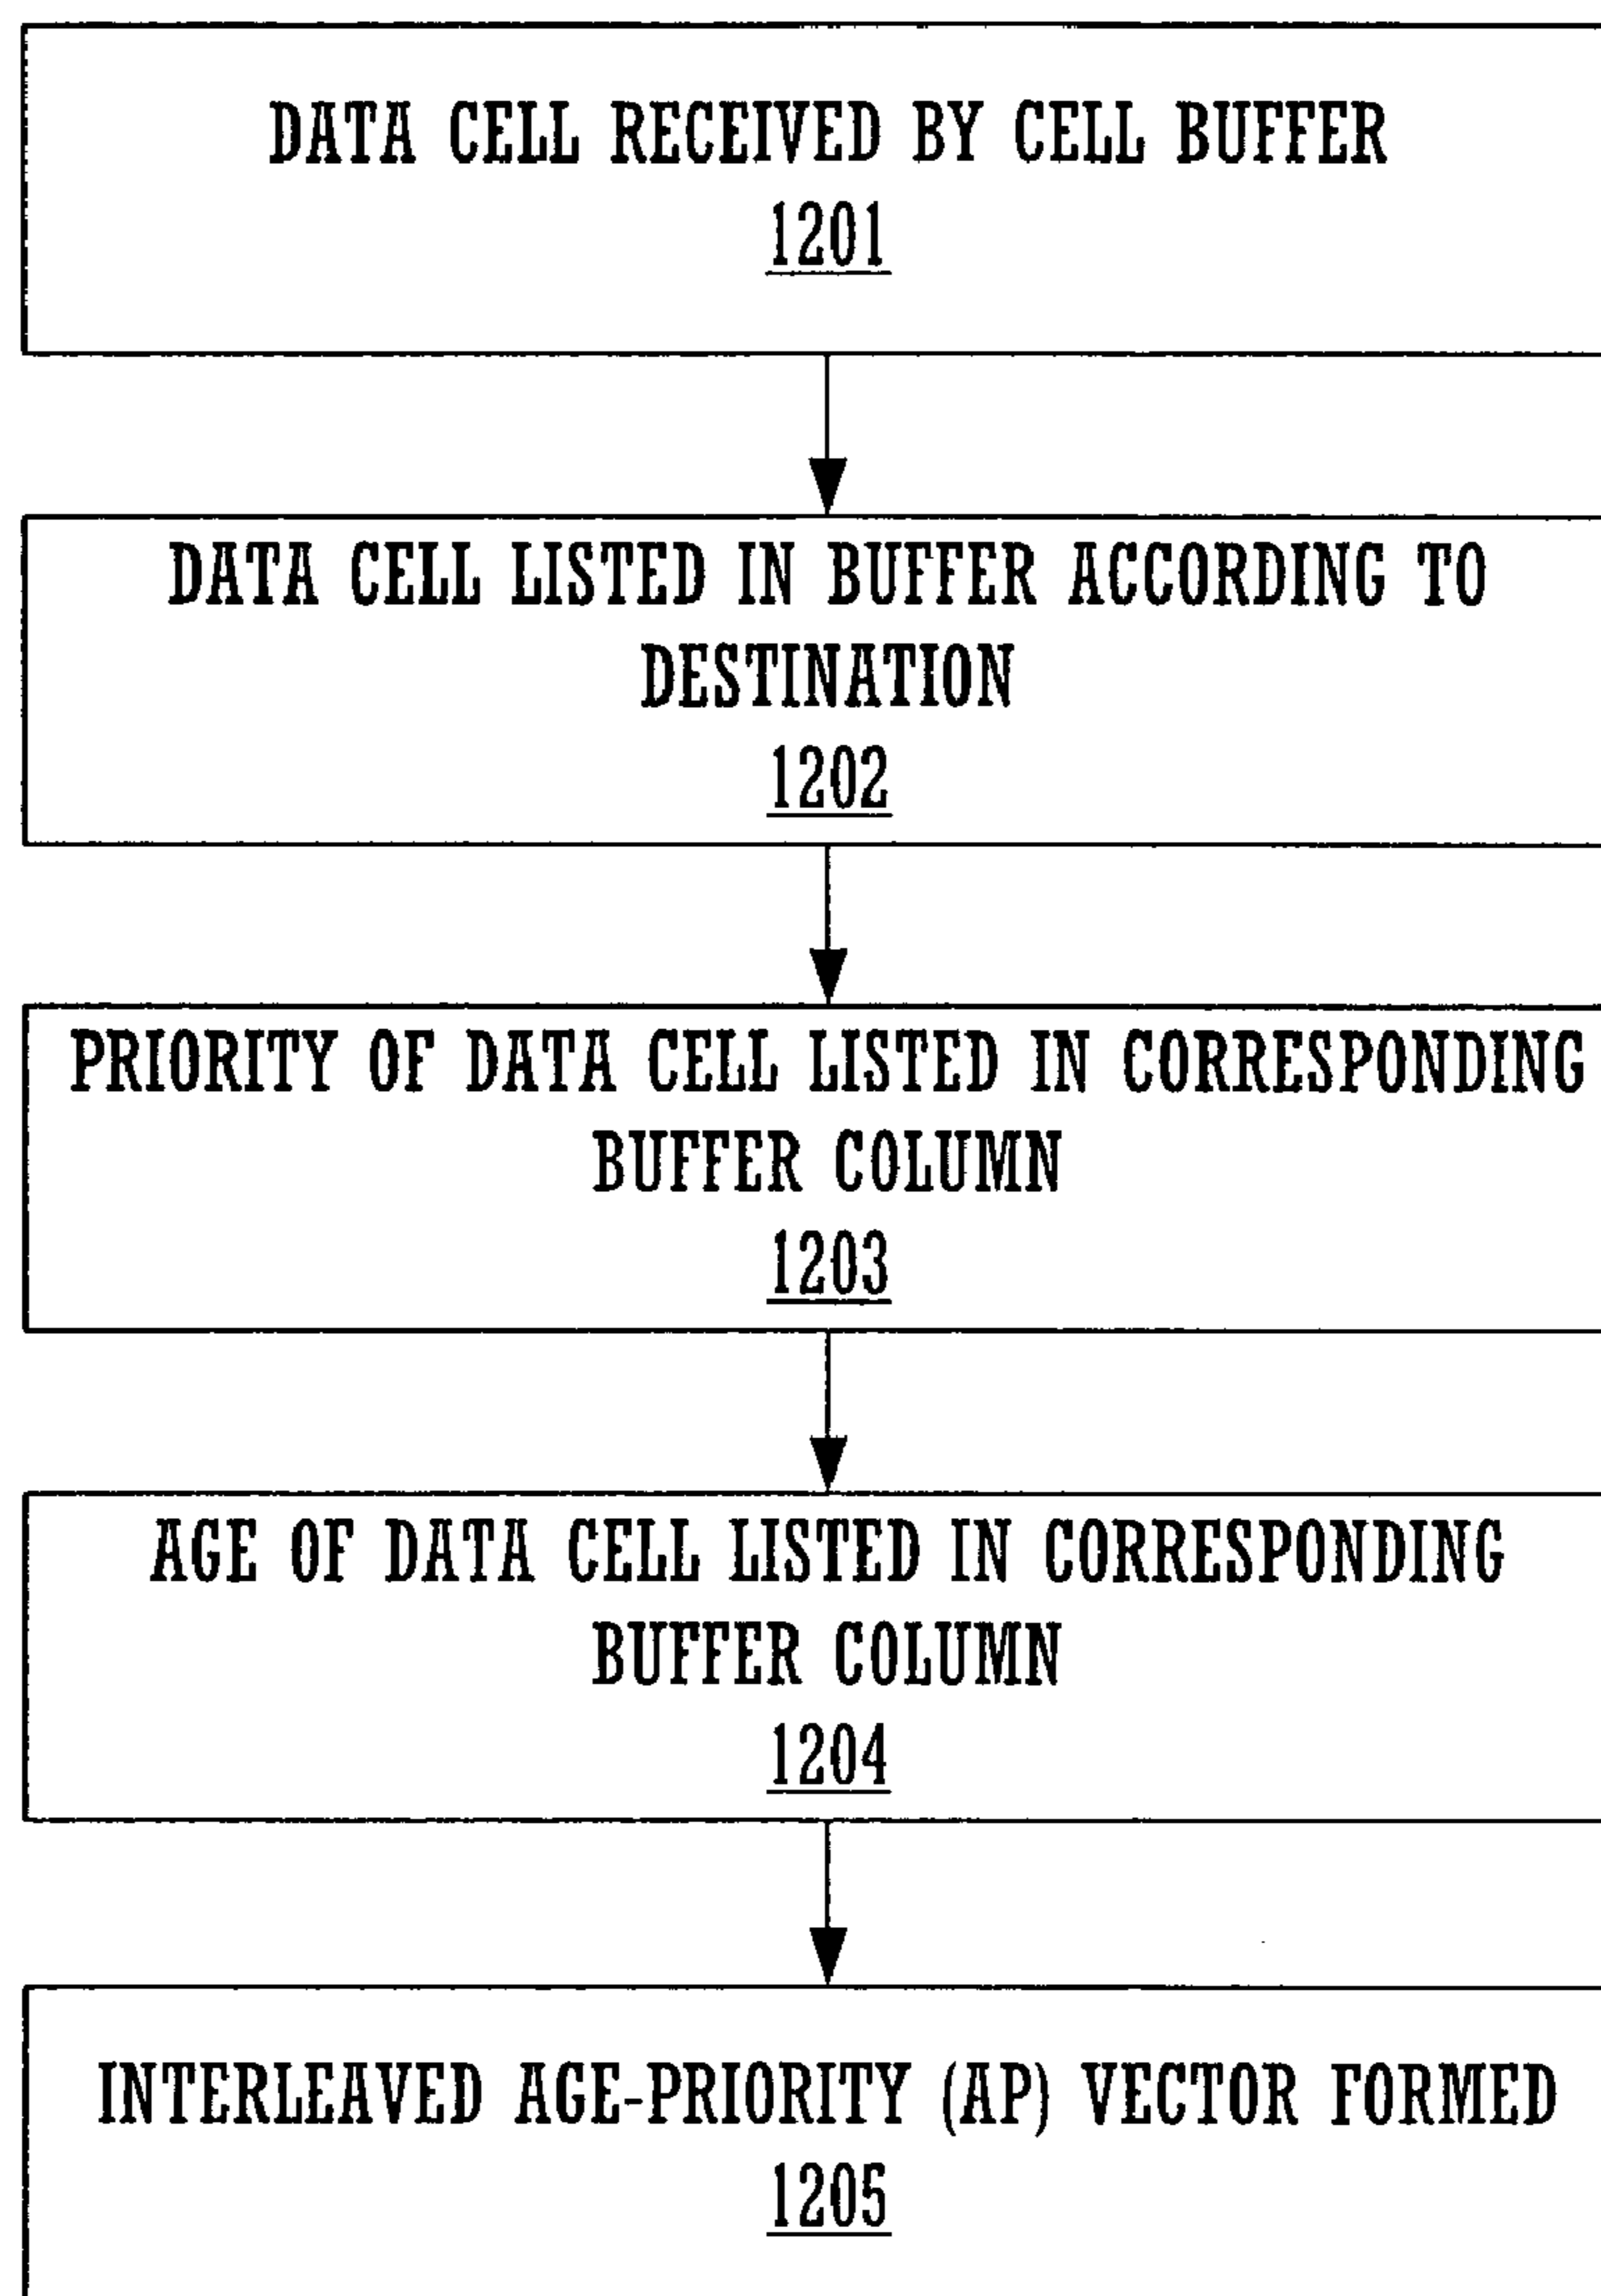 DATA CELL RECEIVED BY CELL BUFFER
1201
DATA CELL LISTED IN BUFFER ACCORDING TO
DESTINATION
1202
PRIORITY OF DATA CELL LISTED IN CORRESPONDING
BUFFER COLUMN
1203
AGE OF DATA CELL LISTED IN CORRESPONDING
BUFFER COLUMN
1204
INTERLEAVED AGE-PRIORITY (AP) VECTOR FORMED
1205